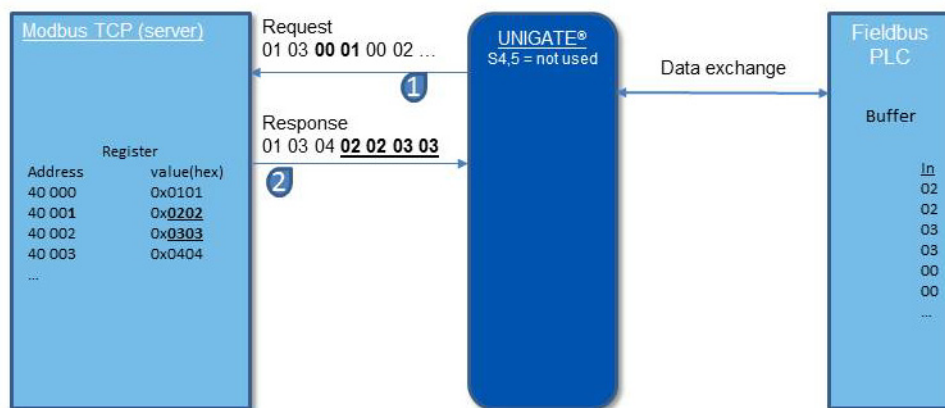 Modbus TCP (server)
Register
Address value(hex)
40 000 0x0101
40 001 0x0202
40 002 0x0303
40 003 0x0404
...
Request
01 03 00 01 00 02 ...
1
Response
01 03 04 02 02 03 03
2
UNIGATE®
S4,5 = not used
Data exchange
Fieldbus
PLC
Buffer
In
02
02
03
03
00
00
...